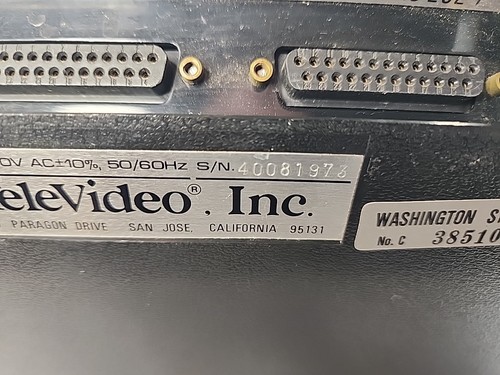 0V AC±10%, 50/60Hz S/N. 40081973
eleVideo®, Inc.
PARAGON DRIVE SAN JOSE, CALIFORNIA 95131
WASHINGTON S
No. C 38510